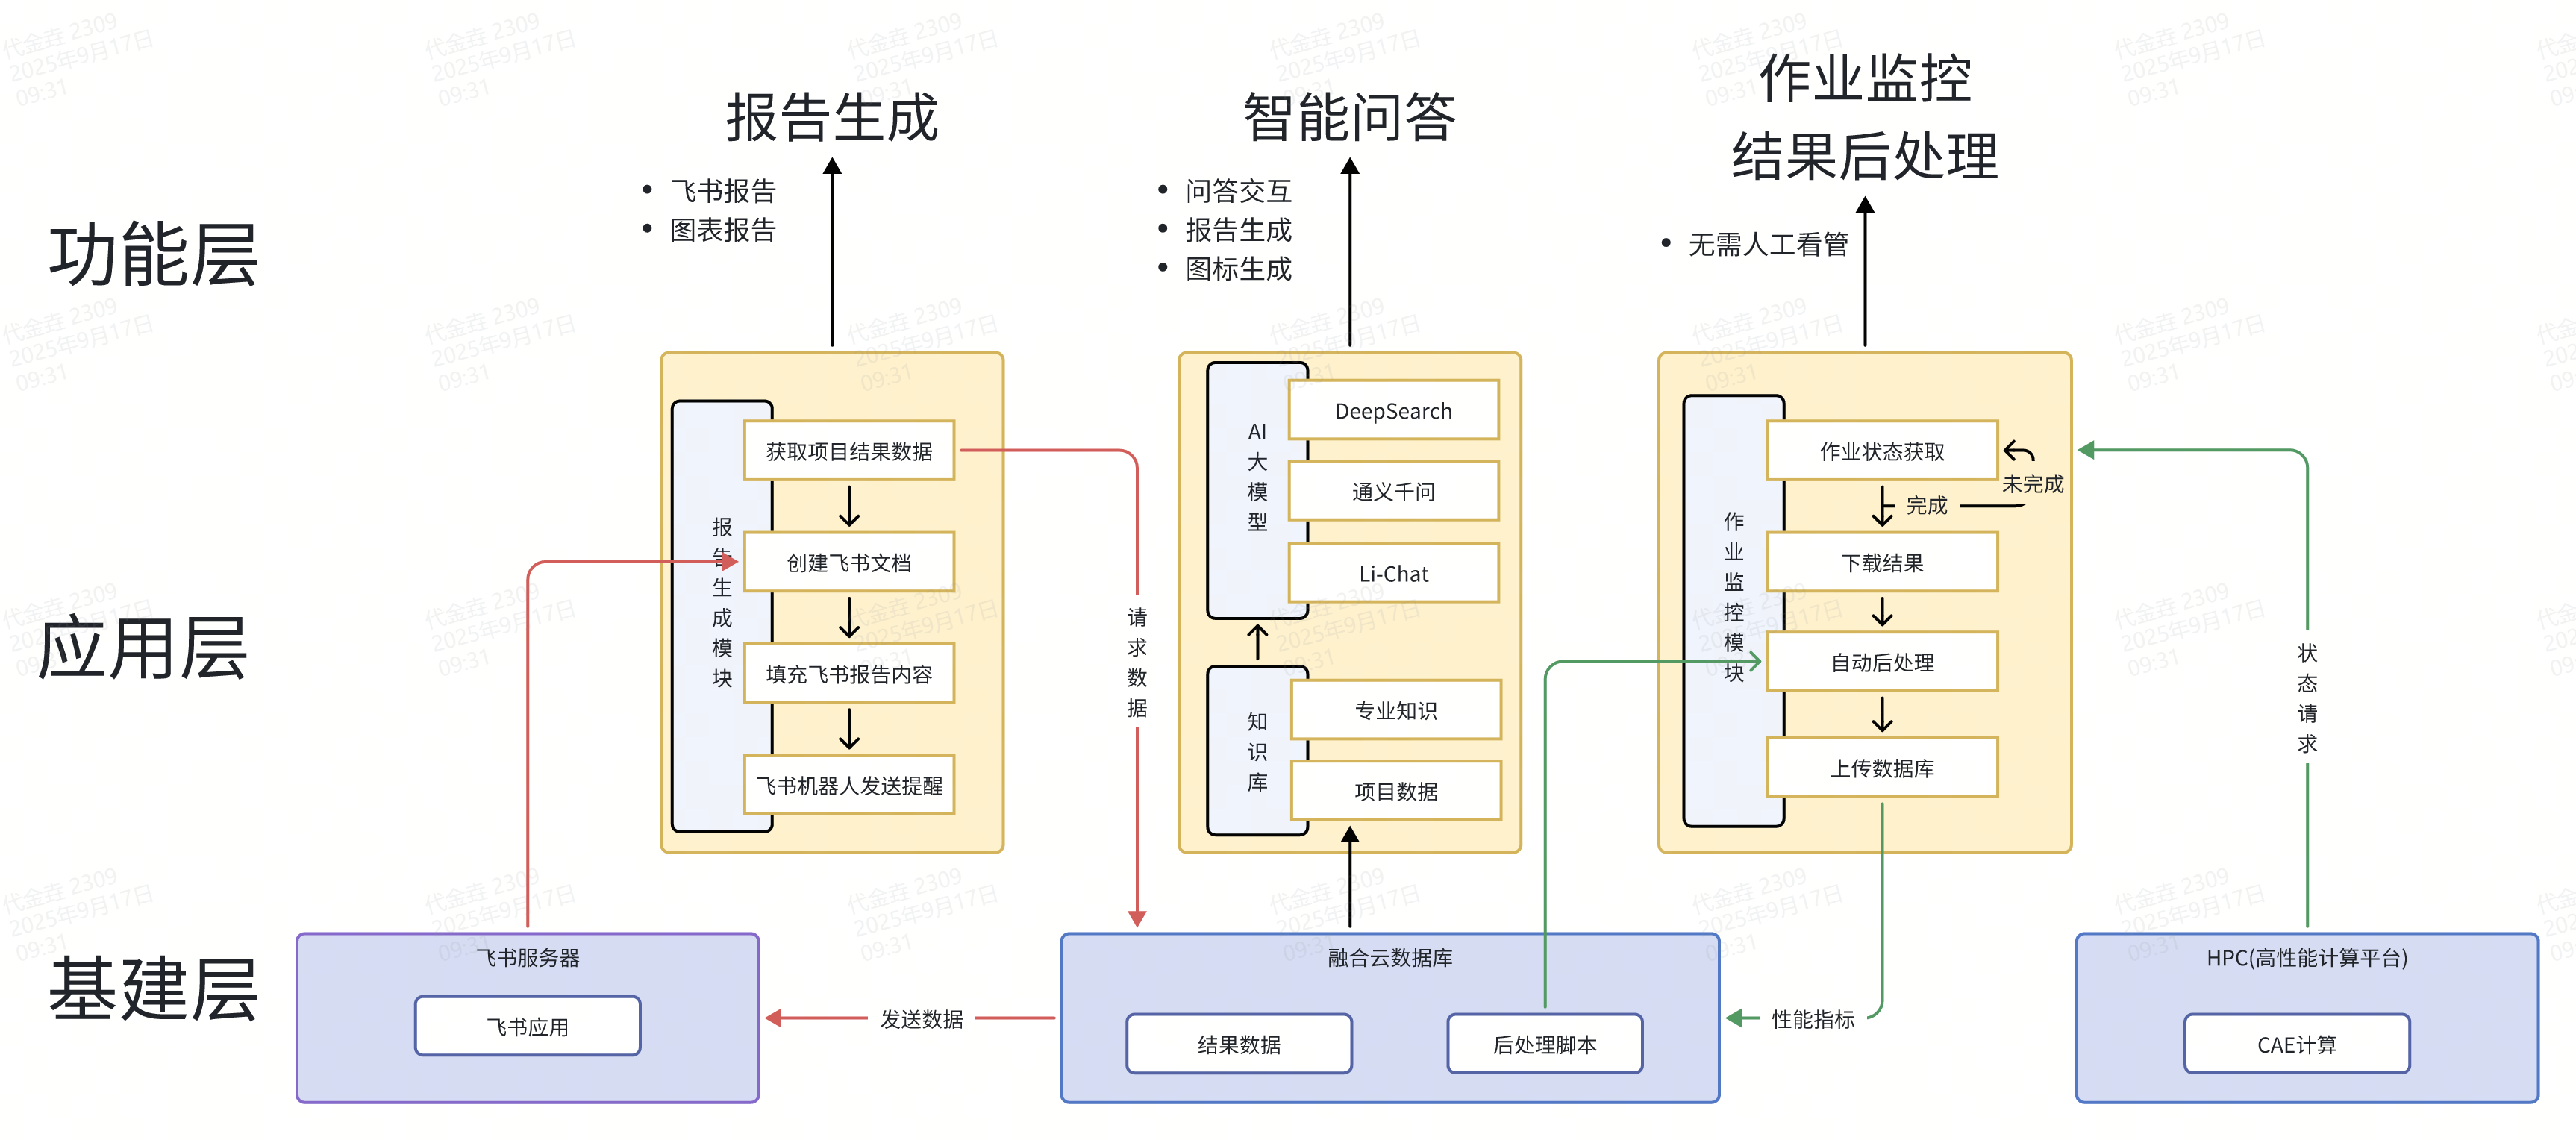 功能层
报告生成
• 飞书报告
• 图表报告
智能问答
• 问答交互
• 报告生成
• 图标生成
作业监控
结果后处理
• 无需人工看管
应用层
报告生成模块
获取项目结果数据
创建飞书文档
填充飞书报告内容
飞书机器人发送提醒
请求数据
AI大模型
DeepSearch
通义千问
Li-Chat
知识库
专业知识
项目数据
作业监控模块
作业状态获取
未完成
完成
下载结果
自动后处理
上传数据库
状态请求
基建层
飞书服务器
飞书应用
发送数据
融合云数据库
结果数据
后处理脚本
性能指标
HPC(高性能计算平台)
CAE计算
代金垚 2309
2025年9月17日
09:31